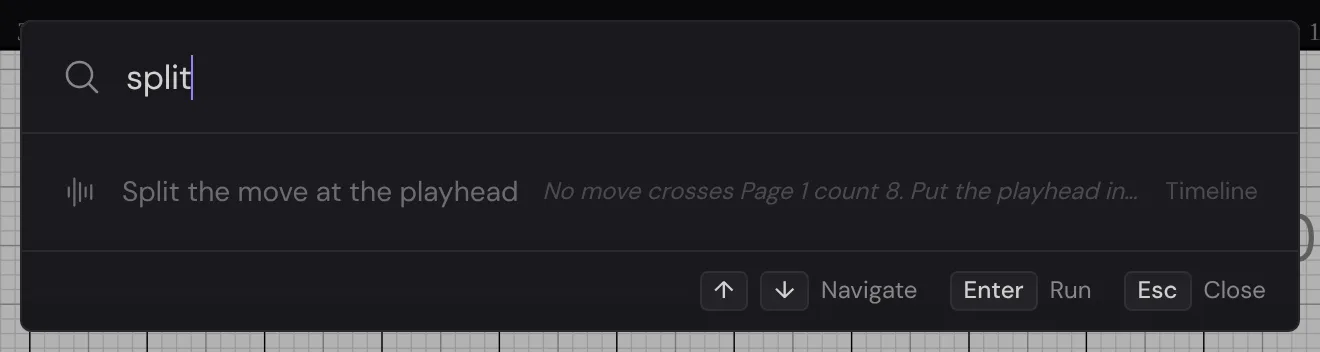 split
Split the move at the playhead No move crosses Page 1 count 8. Put the playhead in... Timeline
↑ ↓ Navigate Enter Run Esc Close